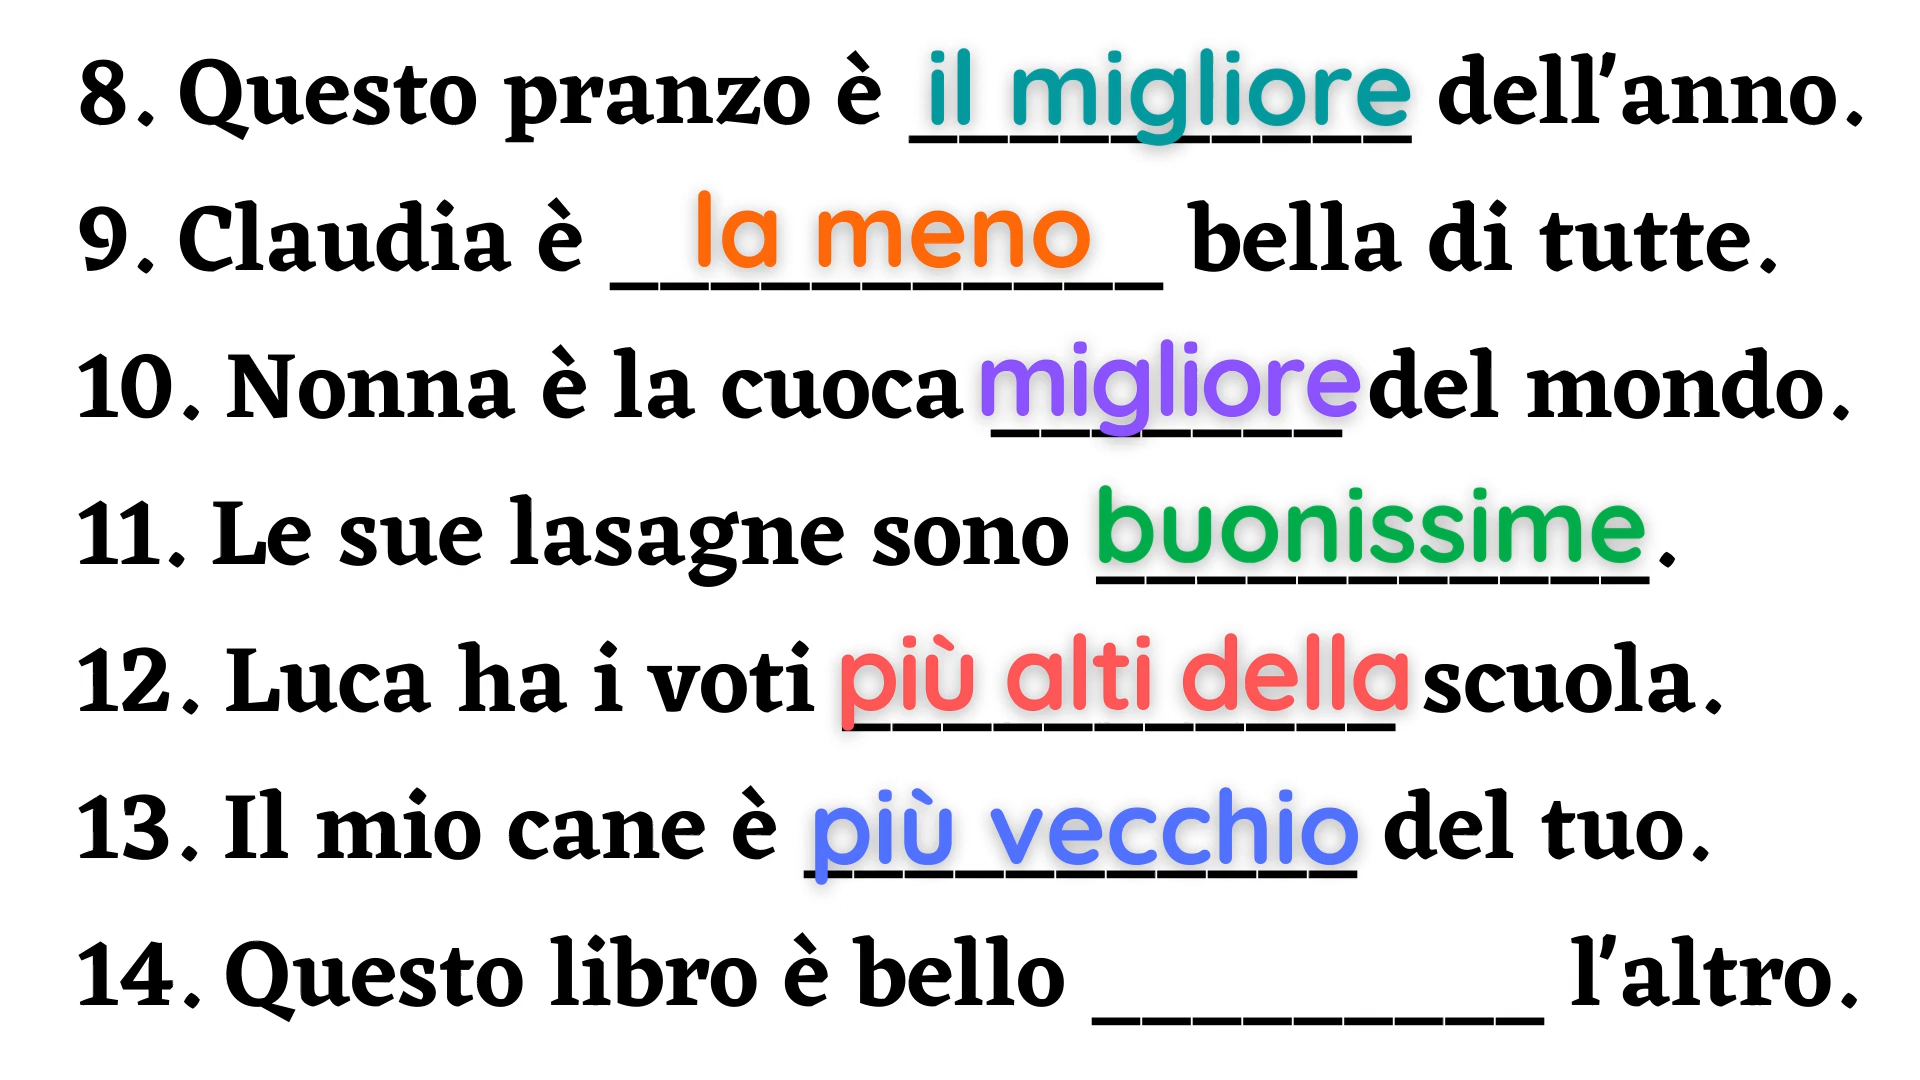 8. Questo pranzo è il migliore dell'anno.
9. Claudia è la meno bella di tutte.
10. Nonna è la cuoca migliore del mondo.
11. Le sue lasagne sono buonissime.
12. Luca ha i voti più alti della scuola.
13. Il mio cane è più vecchio del tuo.
14. Questo libro è bello __________ l'altro.